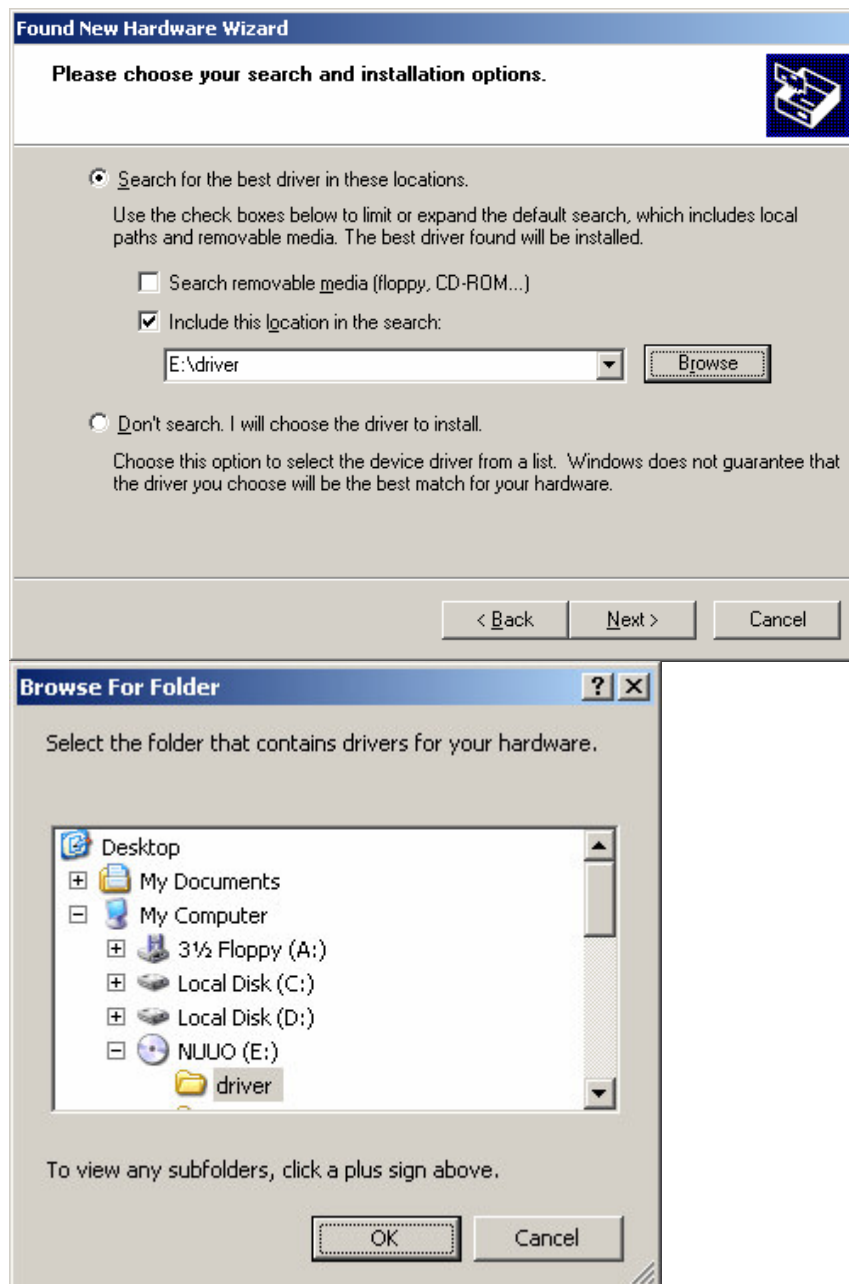 Found New Hardware Wizard
Please choose your search and installation options.
Search for the best driver in these locations.
Use the check boxes below to limit or expand the default search, which includes local
paths and removable media. The best driver found will be installed.
Search removable media (floppy, CD-ROM...)
Include this location in the search:
E:\driver
Browse
Don't search. I will choose the driver to install.
Choose this option to select the device driver from a list. Windows does not guarantee that
the driver you choose will be the best match for your hardware.
< Back Next > Cancel
Browse For Folder
Select the folder that contains drivers for your hardware.
Desktop
My Documents
My Computer
3½ Floppy (A:)
Local Disk (C:)
Local Disk (D:)
NUUO (E:)
driver
To view any subfolders, click a plus sign above.
OK Cancel